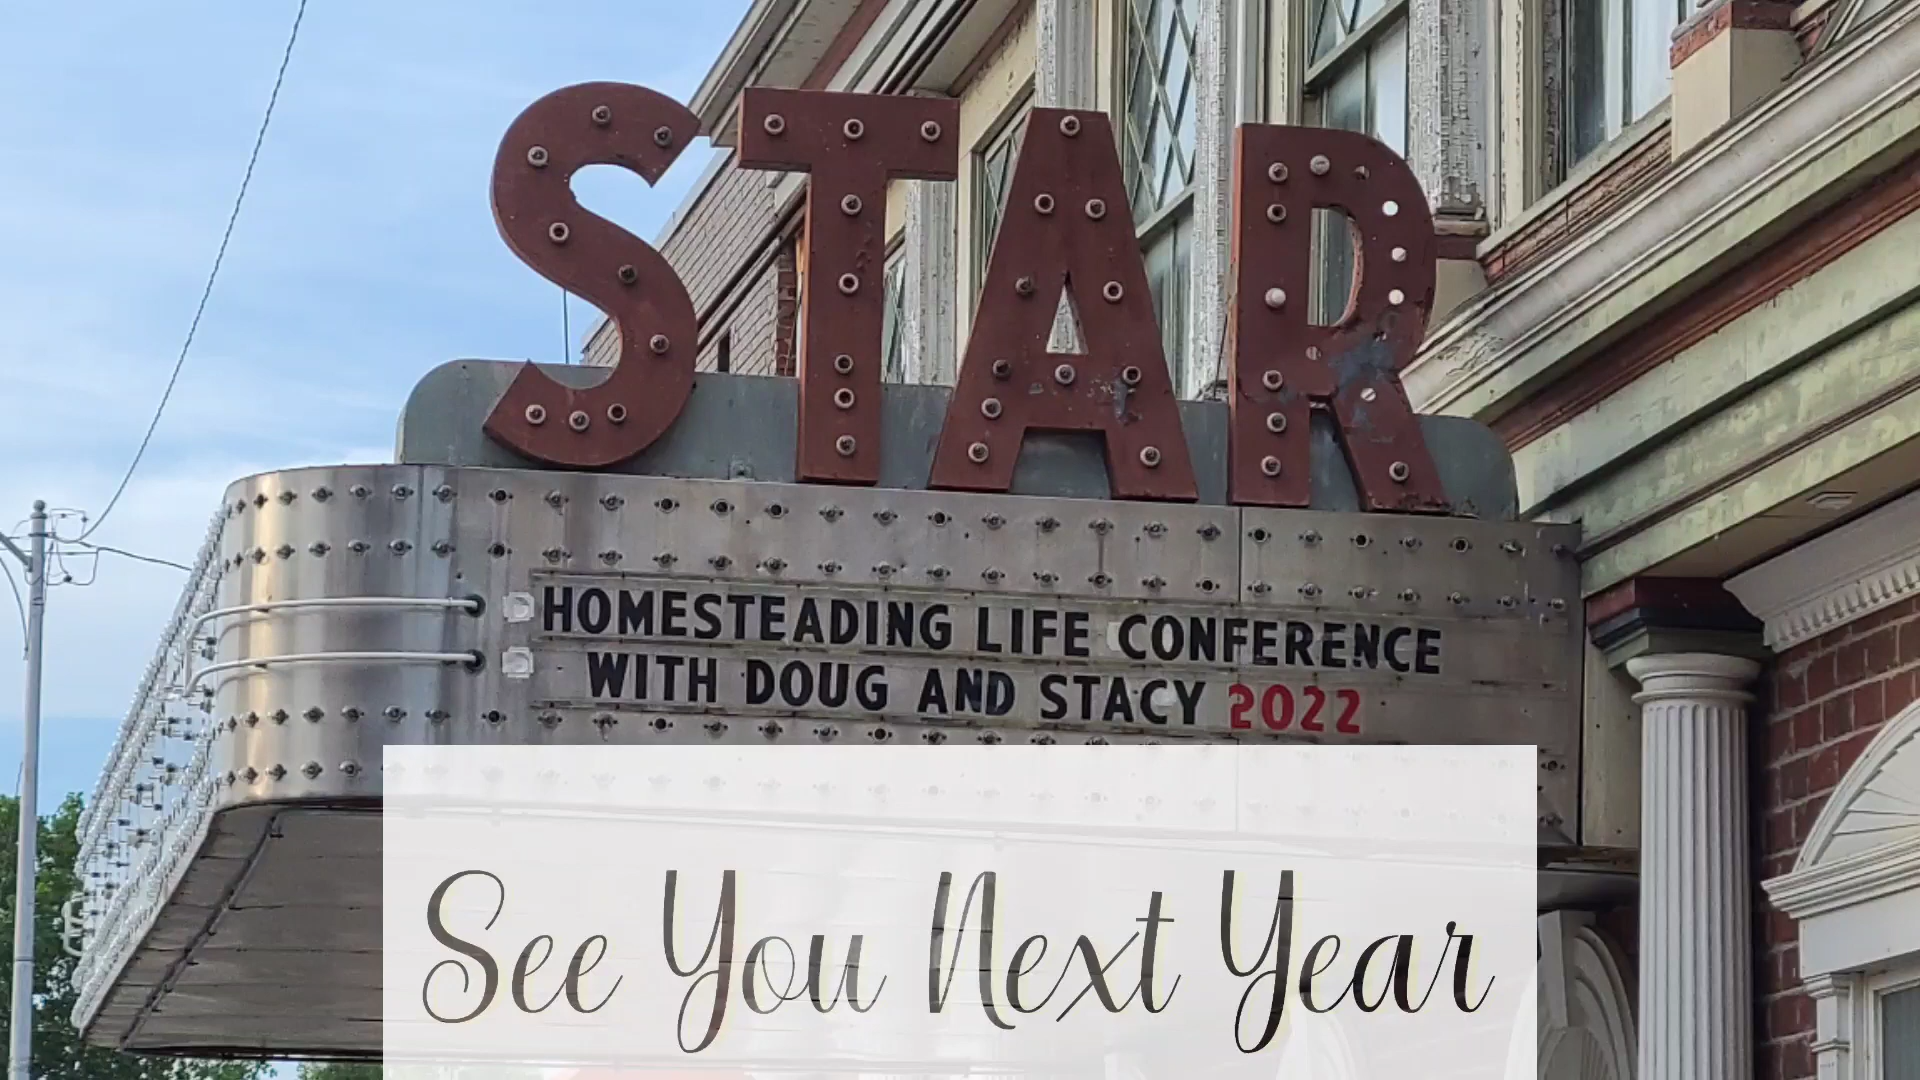 STAR
HOMESTEADING LIFE CONFERENCE
WITH DOUG AND STACY 2022
See You Next Year